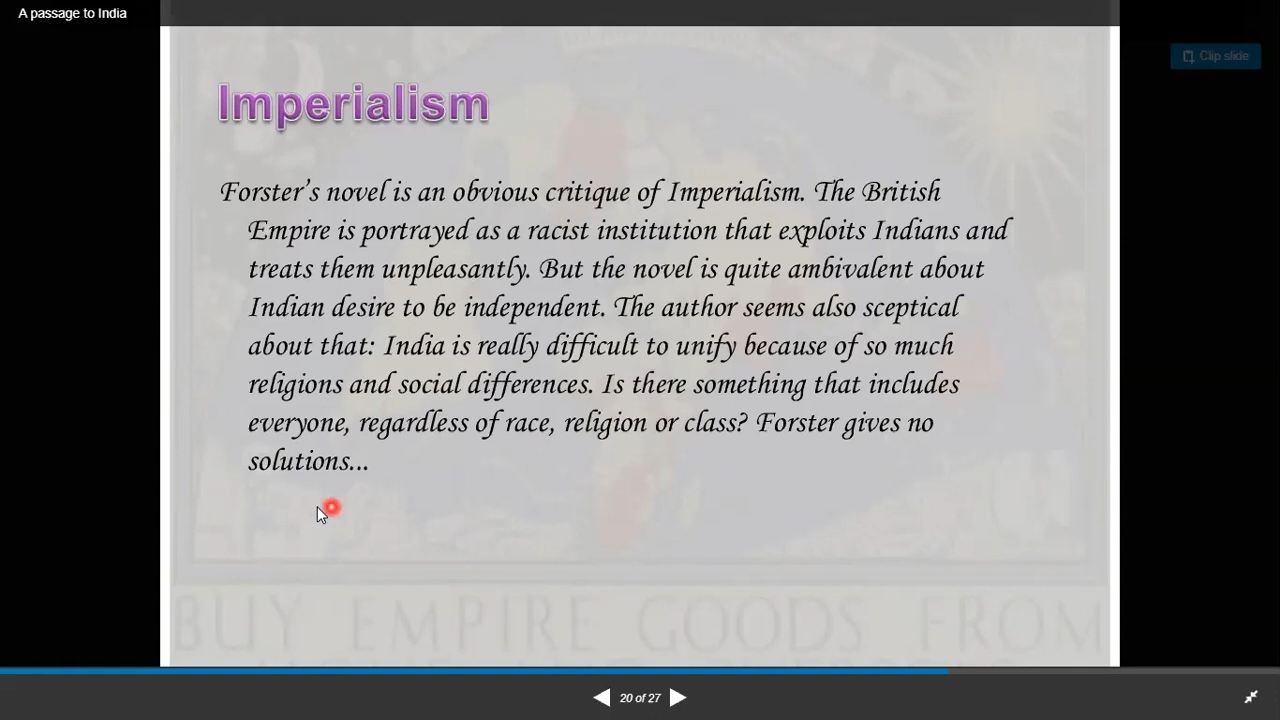 A passage to India
Clip slide
Imperialism
Forster's novel is an obvious critique of Imperialism. The British
Empire is portrayed as a racist institution that exploits Indians and
treats them unpleasantly. But the novel is quite ambivalent about
Indian desire to be independent. The author seems also sceptical
about that: India is really difficult to unify because of so much
religions and social differences. Is there something that includes
everyone, regardless of race, religion or class? Forster gives no
solutions...
BUY EMPIRE GOODS FROM
20 of 27